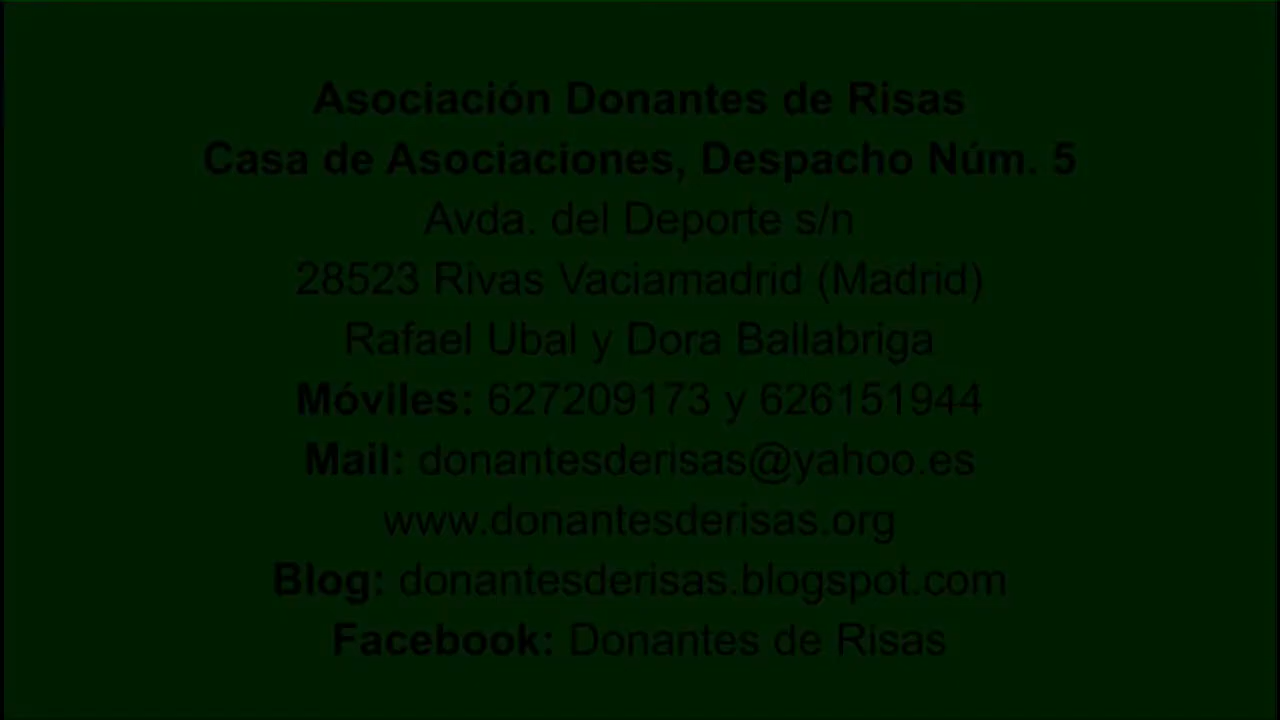 Asociación Donantes de Risas
Casa de Asociaciones, Despacho Núm. 5
Avda. del Deporte s/n
28523 Rivas Vaciamadrid (Madrid)
Rafael Ubal y Dora Ballabriga
Móviles: 627209173 y 626151944
Mail: donantesderisas@yahoo.es
www.donantesderisas.org
Blog: donantesderisas.blogspot.com
Facebook: Donantes de Risas